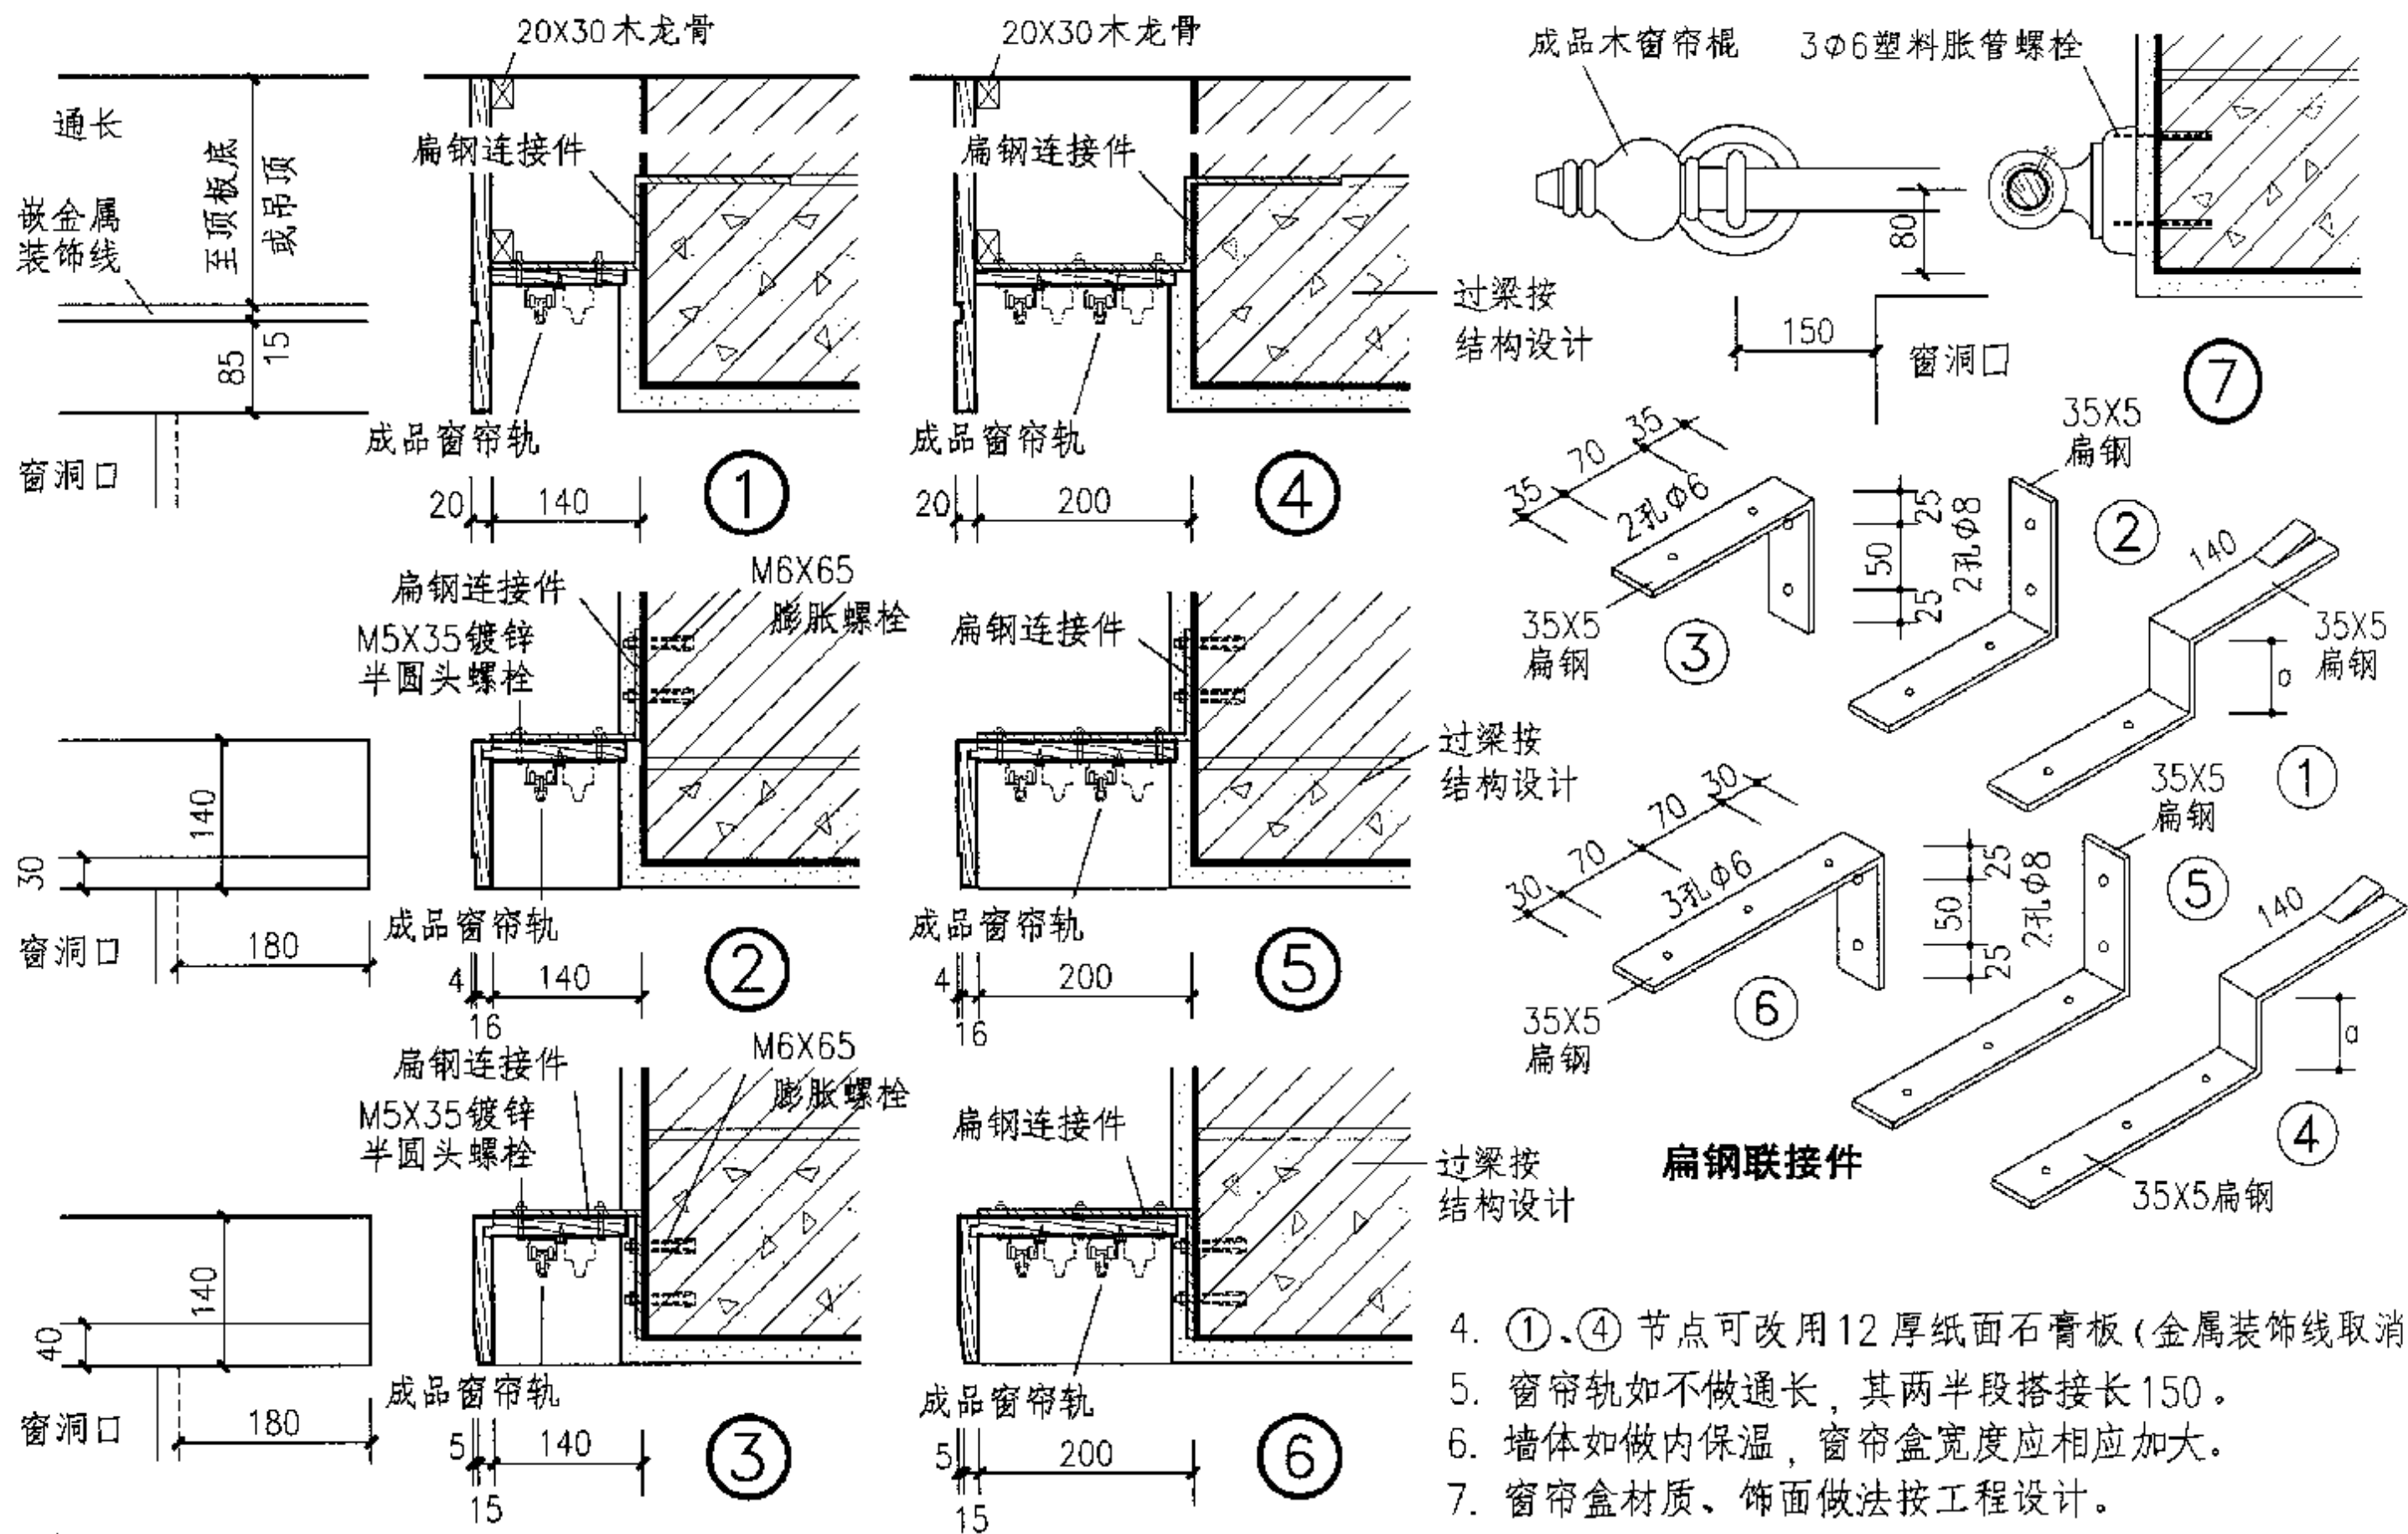 20X30木龙骨
通长
至顶板底
或吊顶
嵌金属
装饰线
85
15
窗洞口
扁钢连接件
成品窗帘轨
20
140
①
20X30木龙骨
扁钢连接件
过梁按
结构设计
成品窗帘轨
20
200
④
成品木窗帘棍
3Φ6塑料胀管螺栓
80
150
窗洞口
⑦
140
30
窗洞口
180
扁钢连接件
M5X35镀锌
半圆头螺栓
M6X65
膨胀螺栓
成品窗帘轨
4
140
16
②
扁钢连接件
过梁按
结构设计
成品窗帘轨
4
200
16
⑤
140
40
窗洞口
180
扁钢连接件
M5X35镀锌
半圆头螺栓
M6X65
膨胀螺栓
成品窗帘轨
5
140
15
③
扁钢连接件
过梁按
结构设计
成品窗帘轨
5
200
15
⑥
35
70
35
2孔Φ6
35X5
扁钢
③
25
50
25
2孔Φ8
35X5
扁钢
②
140
35X5
扁钢
a
①
30
70
70
30
3孔Φ6
35X5
扁钢
⑥
25
50
25
2孔Φ8
35X5
扁钢
⑤
140
a
④
35X5扁钢
扁钢联接件
4. ①、④ 节点可改用12厚纸面石膏板(金属装饰线取消
5. 窗帘轨如不做通长,其两半段搭接长150。
6. 墙体如做内保温,窗帘盒宽度应相应加大。
7. 窗帘盒材质、饰面做法按工程设计。